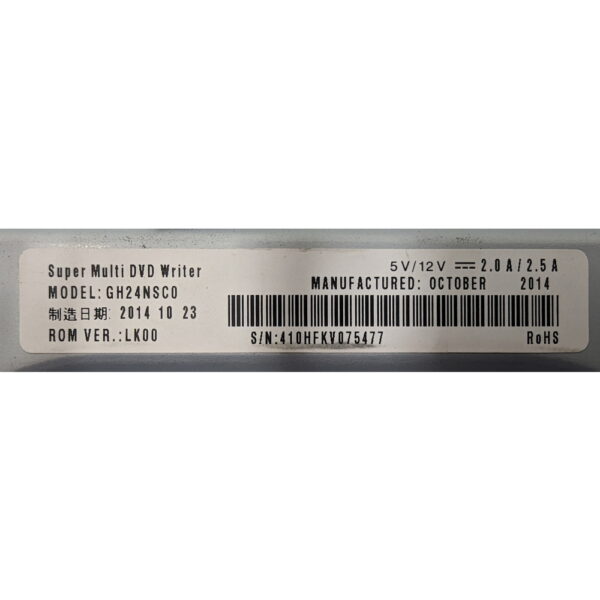 Super Multi DVD Writer
5V/12V ⎓ 2.0A/2.5A
MODEL: GH24NSC0
MANUFACTURED: OCTOBER 2014
制造日期: 2014 10 23
ROM VER.:LK00
S/N:410HFKV075477
RoHS